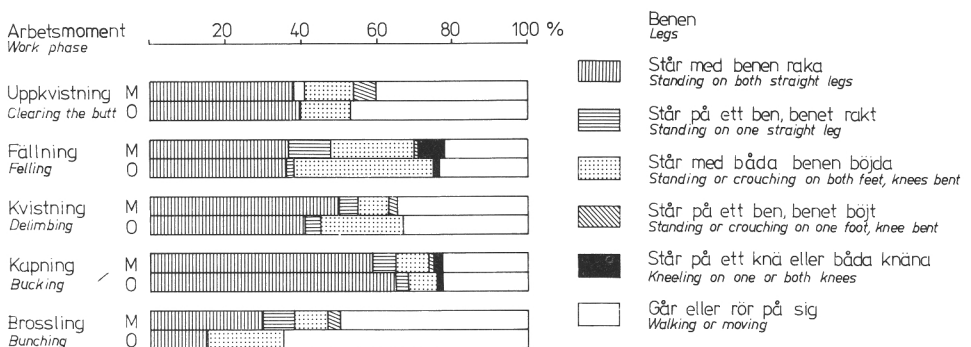 Arbetsmoment
Work phase
20 40 60 80 100 %
Uppkvistning M
Clearing the butt O
Fällning M
Felling O
Kvistning M
Delimbing O
Kapning M
Bucking O
Brossling M
Bunching O
Benen
Legs
Står med benen raka
Standing on both straight legs
Står på ett ben, benet rakt
Standing on one straight leg
Står med båda benen böjda
Standing or crouching on both feet, knees bent
Står på ett ben, benet böjt
Standing or crouching on one foot, knee bent
Står på ett knä eller båda knäna
Kneeling on one or both knees
Går eller rör på sig
Walking or moving